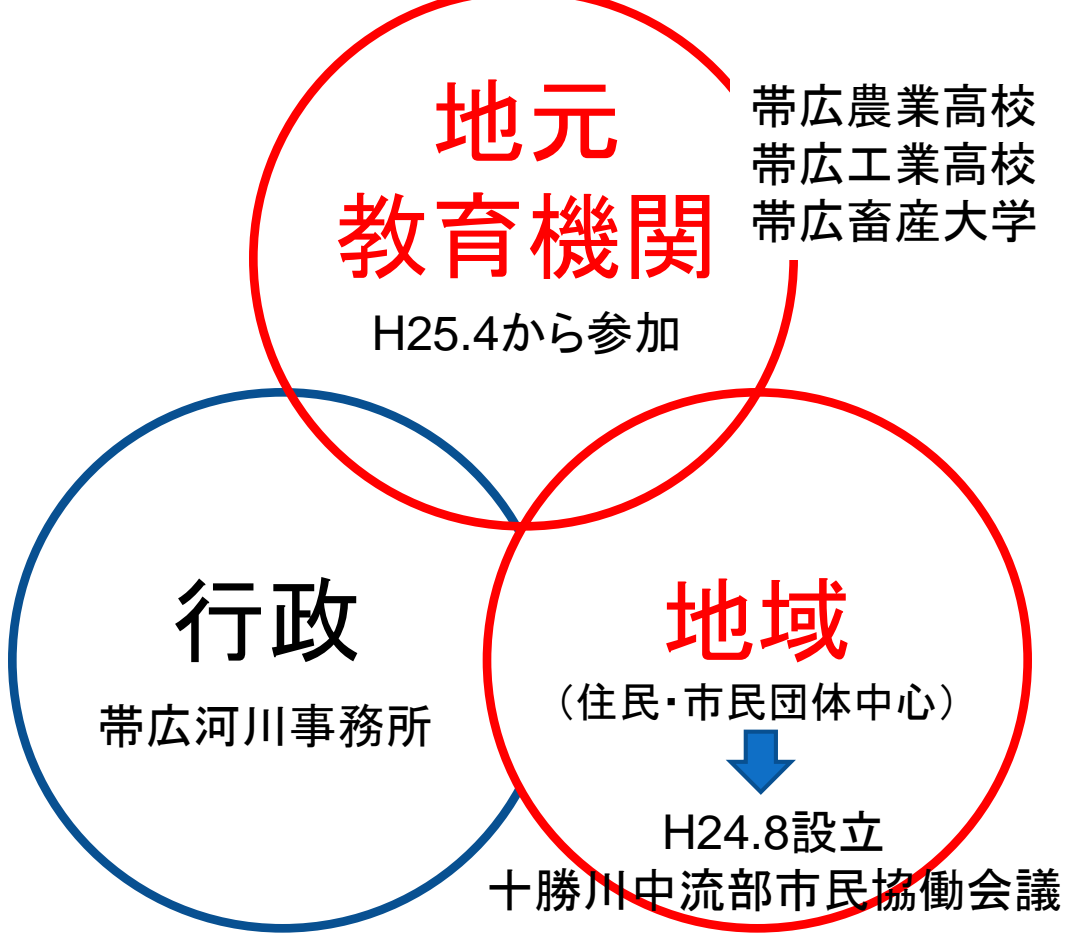 地元
教育機関
H25.4から参加
帯広農業高校
帯広工業高校
帯広畜産大学
行政
帯広河川事務所
地域
（住民・市民団体中心）
H24.8設立
十勝川中流部市民協働会議